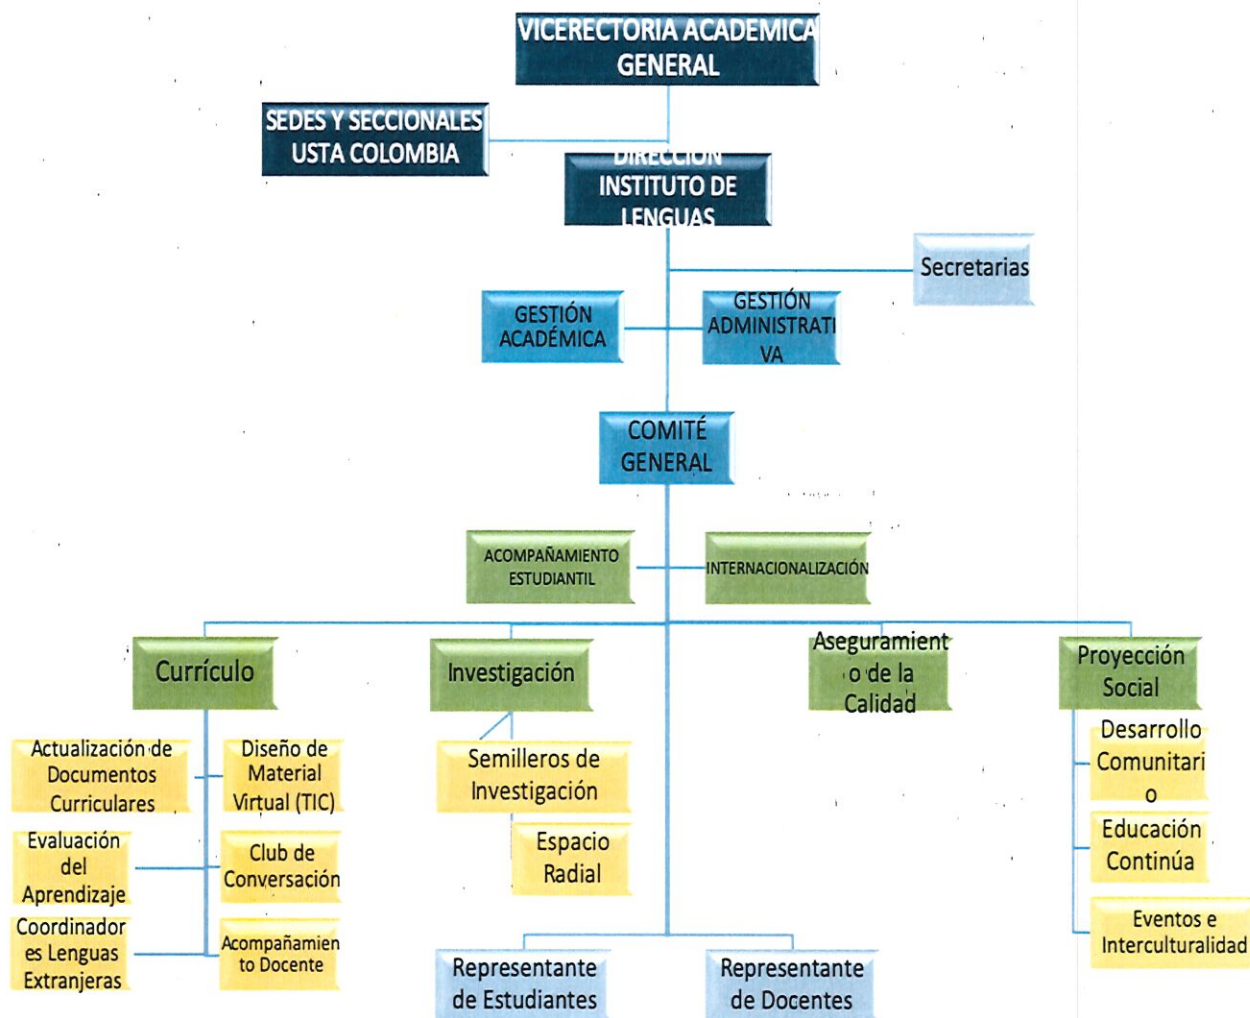 VICERECTORIA ACADEMICA
GENERAL
SEDES Y SECCIONALES
USTA COLOMBIA
DIRECCIÓN
INSTITUTO DE
LENGUAS
Secretarias
GESTIÓN
ACADÉMICA
GESTIÓN
ADMINISTRATI
VA
COMITÉ
GENERAL
ACOMPAÑAMIENTO
ESTUDIANTIL
INTERNACIONALIZACIÓN
Currículo
Investigación
Aseguramient
o de la
Calidad
Proyección
Social
Actualización de
Documentos
Curriculares
Diseño de
Material
Virtual (TIC)
Evaluación
del
Aprendizaje
Club de
Conversación
Coordinador
es Lenguas
Extranjeras
Acompañamien
to Docente
Semilleros de
Investigación
Espacio
Radial
Desarrollo
Comunitari
o
Educación
Continúa
Eventos e
Interculturalidad
Representante
de Estudiantes
Representante
de Docentes